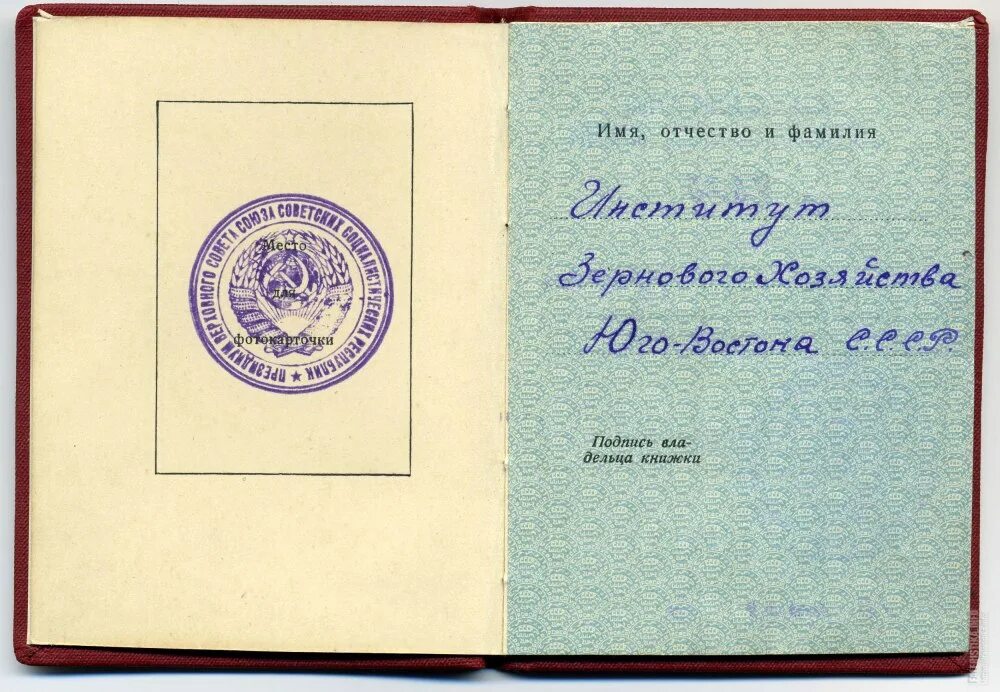 ПРЕЗИДИУМ ВЕРХОВНОГО СОВЕТА СОЮЗА СОВЕТСКИХ СОЦИАЛИСТИЧЕСКИХ РЕСПУБЛИК
Место
для
фотокарточки
Имя, отчество и фамилия
Институт
Зернового Хозяйства
Юго-Востока С.С.С.Р.
Подпись вла-
дельца книжки